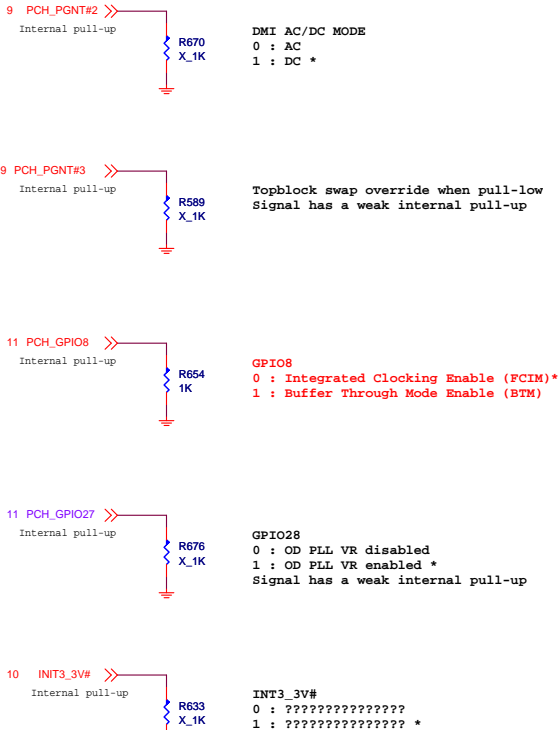 9 PCH_PGNT#2
Internal pull-up
R670
X_1K
DMI AC/DC MODE
0 : AC
1 : DC *
9 PCH_PGNT#3
Internal pull-up
R589
X_1K
Topblock swap override when pull-low
Signal has a weak internal pull-up
11 PCH_GPIO8
Internal pull-up
R654
1K
GPIO8
0 : Integrated Clocking Enable (FCIM)*
1 : Buffer Through Mode Enable (BTM)
11 PCH_GPIO27
Internal pull-up
R676
X_1K
GPIO28
0 : OD PLL VR disabled
1 : OD PLL VR enabled *
Signal has a weak internal pull-up
10 INIT3_3V#
Internal pull-up
R633
X_1K
INT3_3V#
0 : ???????????????
1 : ??????????????? *